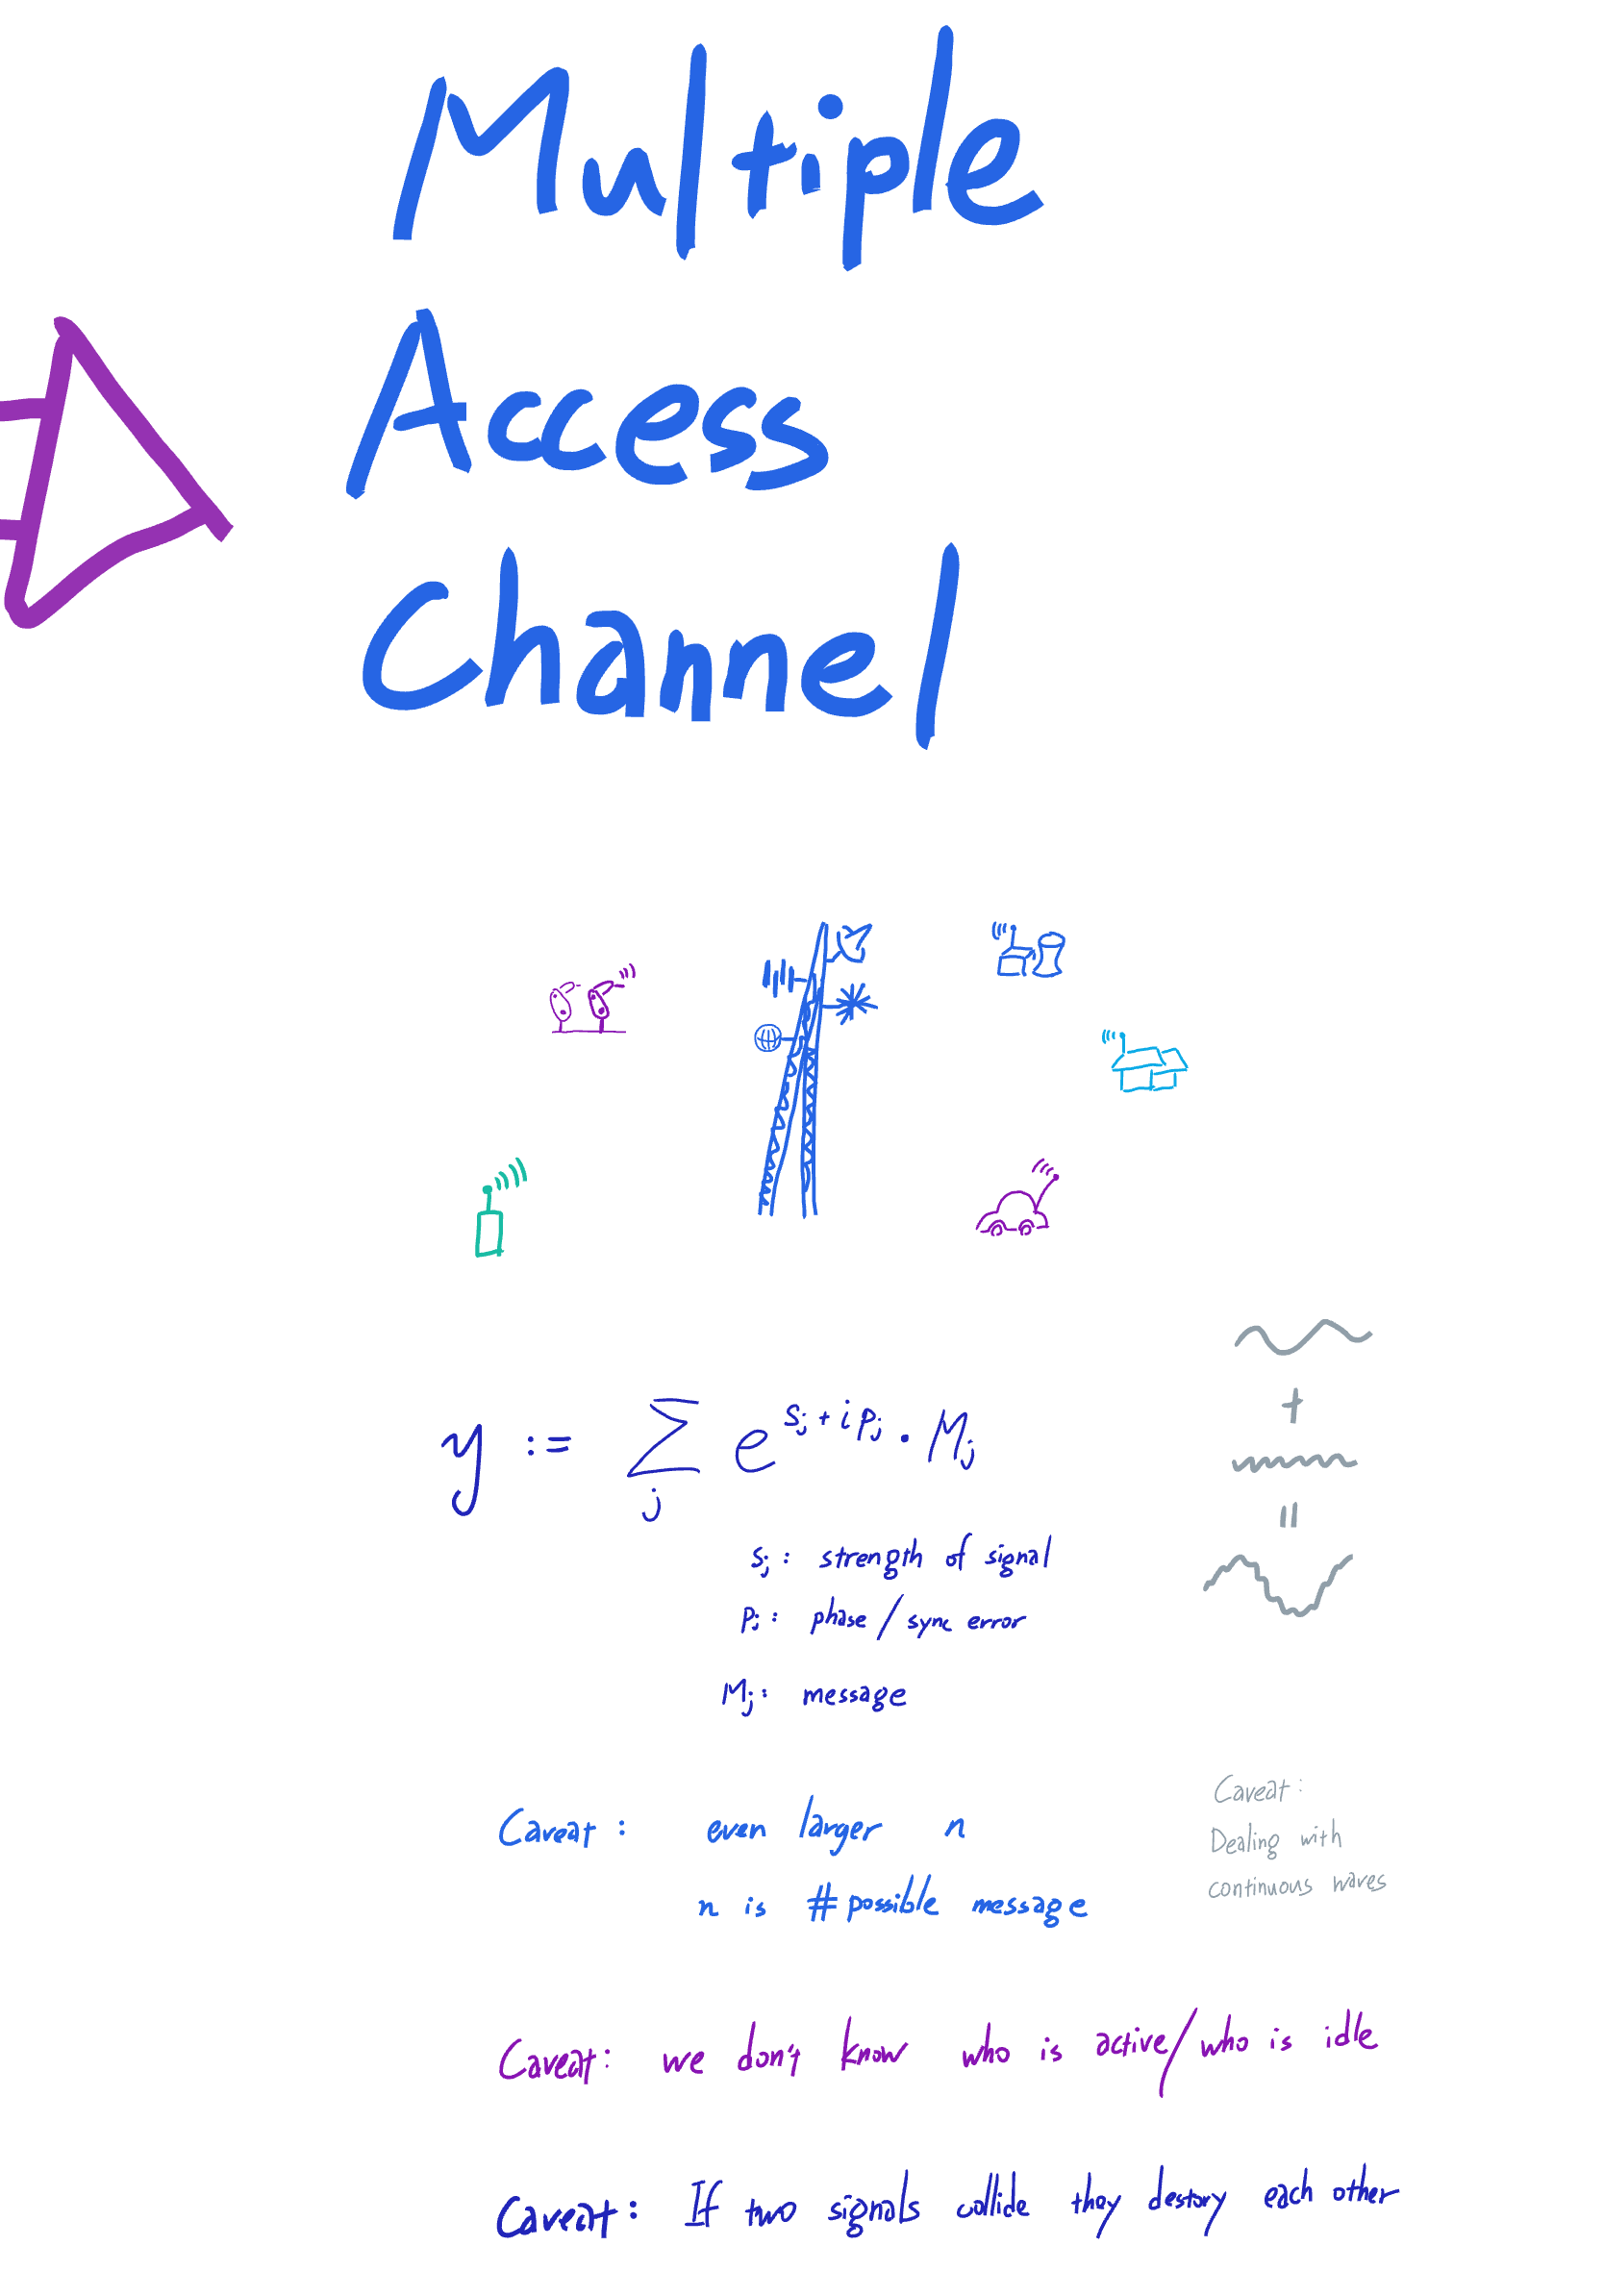 Multiple
Access
Channel
y := ∑_j e^{s_j + i p_j} · M_j
+
=
s_j : strength of signal
p_j : phase / sync error
M_j : message
Caveat : even larger n
n is #possible message
Caveat :
Dealing with
continuous waves
Caveat : we don't know who is active/who is idle
Caveat : If two signals collide they destory each other